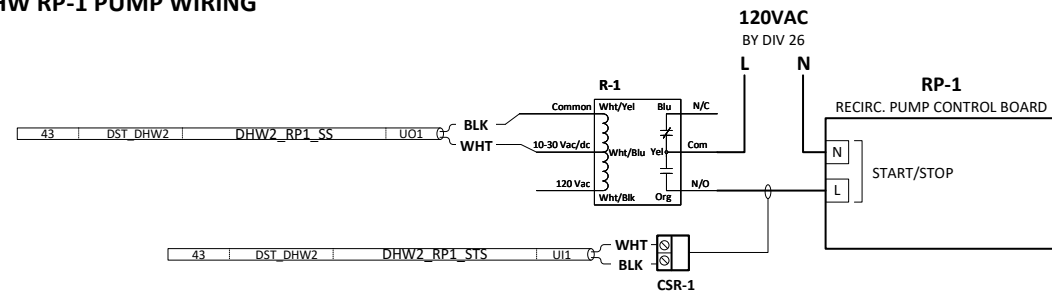 HW RP-1 PUMP WIRING
120VAC
BY DIV 26
L N
R-1
RP-1
RECIRC. PUMP CONTROL BOARD
Common Wht/Yel Blu N/C
43 DST_DHW2 DHW2_RP1_SS UO1 BLK
WHT 10-30 Vac/dc Wht/Blu Yel Com
N
START/STOP
120 Vac Wht/Blk Org N/O
L
43 DST_DHW2 DHW2_RP1_STS UI1 WHT
BLK
CSR-1